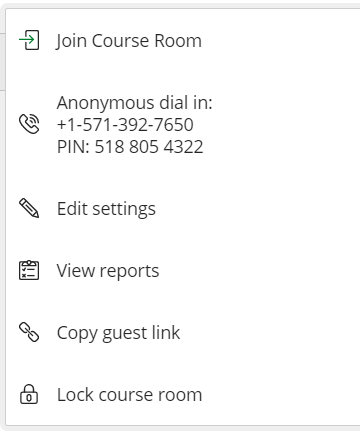 Join Course Room
Anonymous dial in:
+1-571-392-7650
PIN: 518 805 4322
Edit settings
View reports
Copy guest link
Lock course room